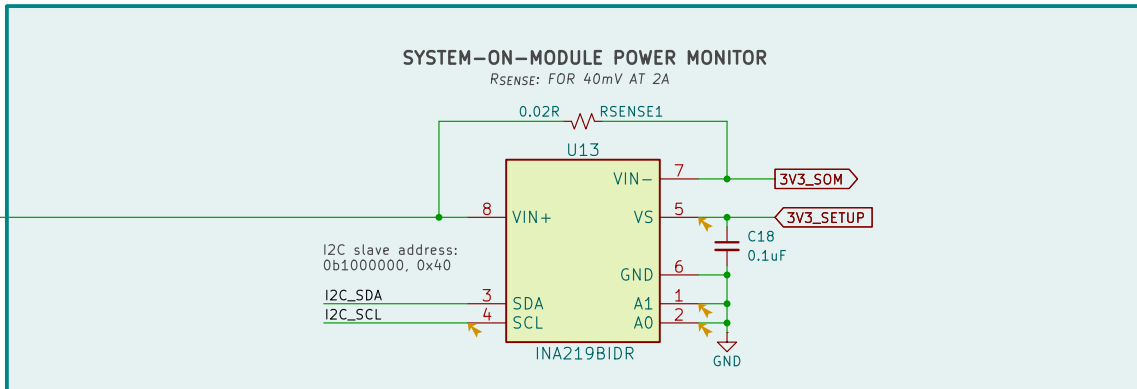 SYSTEM-ON-MODULE POWER MONITOR
RSENSE: FOR 40mV AT 2A
0.02R RSENSE1
U13
VIN- 7 3V3_SOM
8 VIN+ VS 5 3V3_SETUP
C18
0.1uF
I2C slave address:
0b1000000, 0x40
GND 6
I2C_SDA 3 SDA A1 1
I2C_SCL 4 SCL A0 2
INA219BIDR
GND